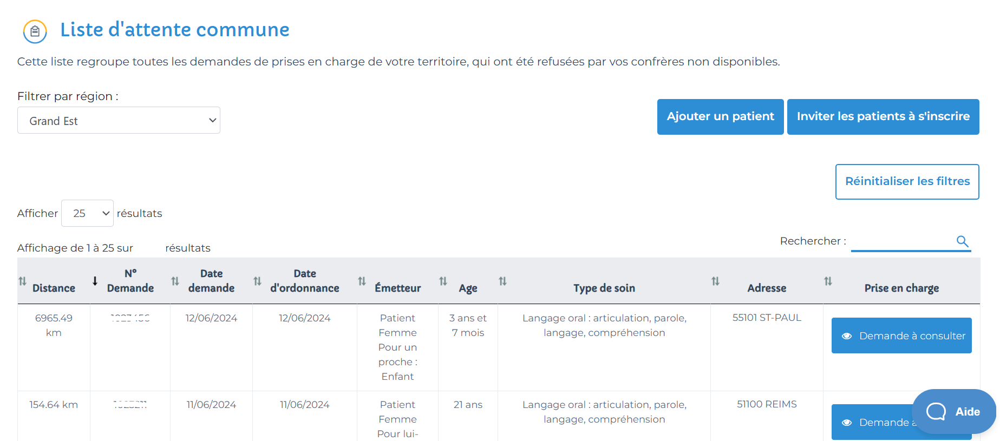 Liste d'attente commune
Cette liste regroupe toutes les demandes de prises en charge de votre territoire, qui ont été refusées par vos confrères non disponibles.
Filtrer par région :
Grand Est
Ajouter un patient
Inviter les patients à s'inscrire
Réinitialiser les filtres
Afficher 25 résultats
Rechercher :
Affichage de 1 à 25 sur résultats
Distance
N°
Demande
Date
demande
Date
d'ordonnance
Émetteur
Age
Type de soin
Adresse
Prise en charge
6965.49
km
12/06/2024
12/06/2024
Patient
Femme
Pour un
proche :
Enfant
3 ans et
7 mois
Langage oral : articulation, parole,
langage, compréhension
55101 ST-PAUL
Demande à consulter
154.64 km
11/06/2024
11/06/2024
Patient
Femme
Pour lui-
21 ans
Langage oral : articulation, parole,
langage, compréhension
51100 REIMS
Demande
Aide